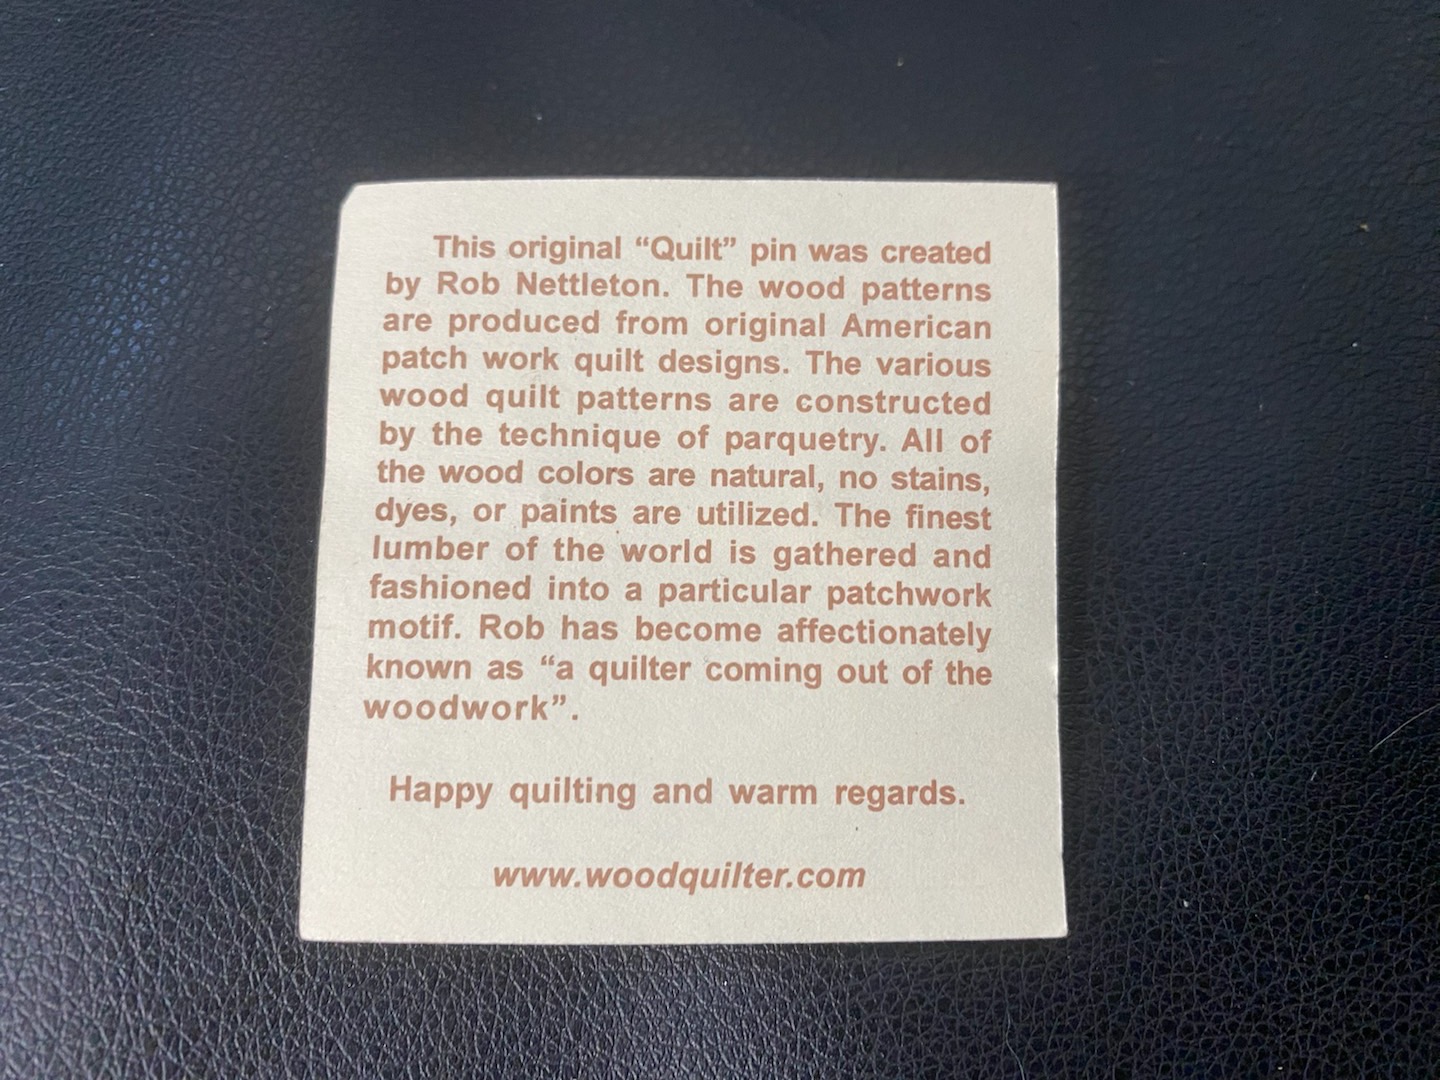 This original “Quilt” pin was created
by Rob Nettleton. The wood patterns
are produced from original American
patch work quilt designs. The various
wood quilt patterns are constructed
by the technique of parquetry. All of
the wood colors are natural, no stains,
dyes, or paints are utilized. The finest
lumber of the world is gathered and
fashioned into a particular patchwork
motif. Rob has become affectionately
known as “a quilter coming out of the
woodwork”.
Happy quilting and warm regards.
www.woodquilter.com